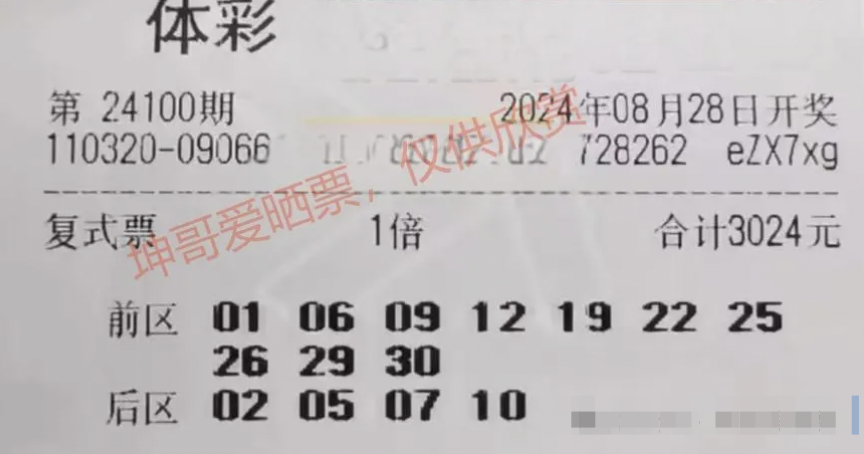 体彩
第 24100期 2024年08月28日开奖
110320-09066 728262 eZX7xg
复式票 1倍 合计3024元
坤哥爱晒票,仅供欣赏
前区 01 06 09 12 19 22 25
26 29 30
后区 02 05 07 10